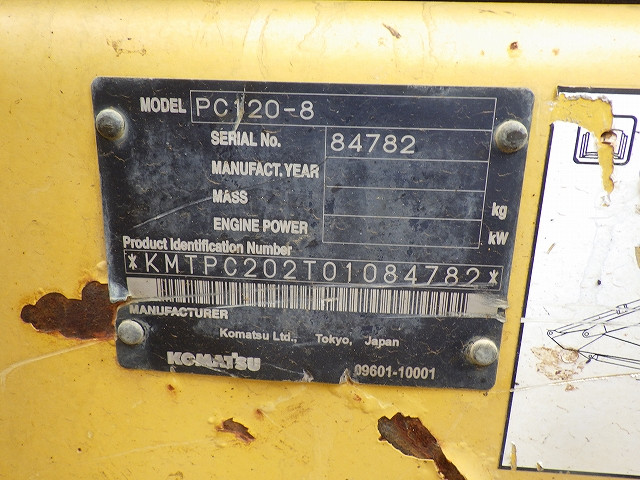 MODEL PC120-8
SERIAL No. 84782
MANUFACT. YEAR
MASS kg
ENGINE POWER kW
Product Identification Number
*KMTPC202T01084782*
MANUFACTURER
Komatsu Ltd., Tokyo, Japan
KOMATSU
09601-10001